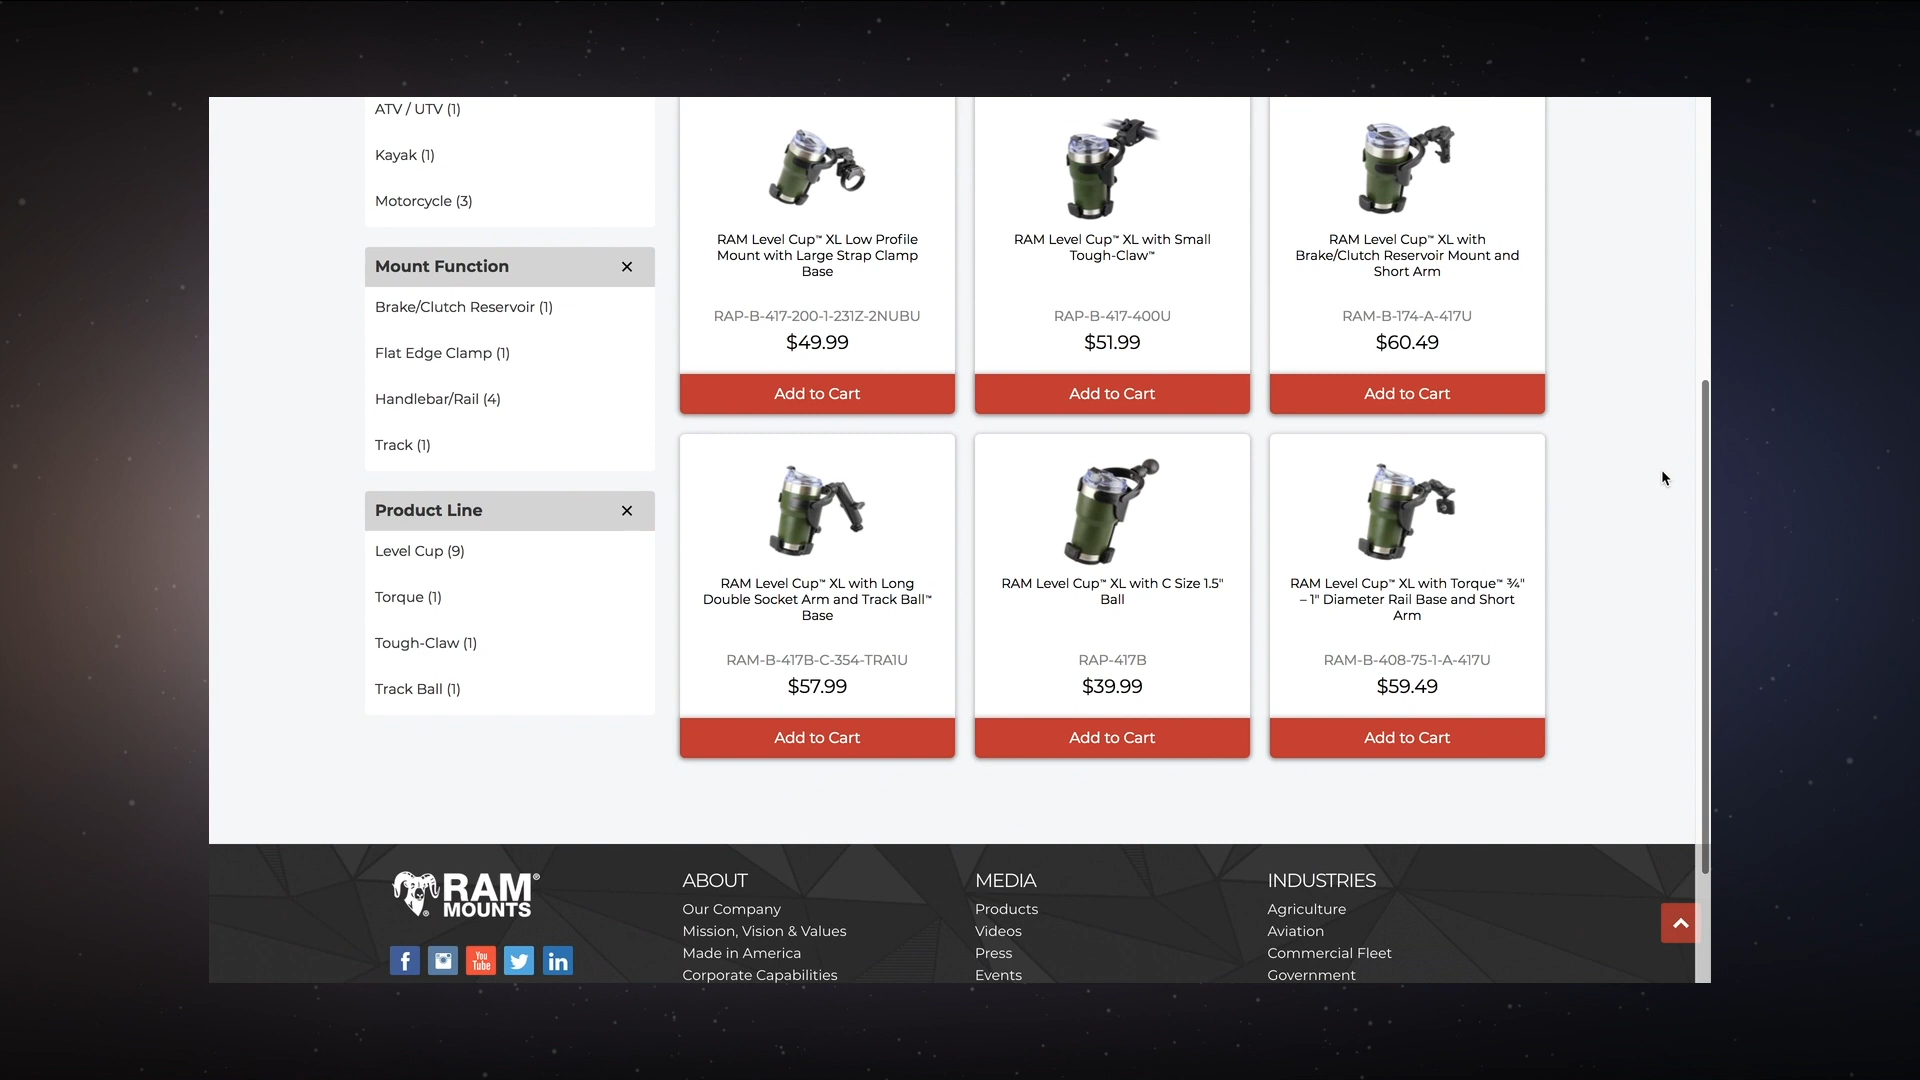 ATV / UTV (1)
Kayak (1)
Motorcycle (3)
Mount Function ×
Brake/Clutch Reservoir (1)
Flat Edge Clamp (1)
Handlebar/Rail (4)
Track (1)
Product Line ×
Level Cup (9)
Torque (1)
Tough-Claw (1)
Track Ball (1)
RAM Level Cup™ XL Low Profile
Mount with Large Strap Clamp
Base
RAP-B-417-200-1-231Z-2NUBU
$49.99
Add to Cart
RAM Level Cup™ XL with Small
Tough-Claw™
RAP-B-417-400U
$51.99
Add to Cart
RAM Level Cup™ XL with
Brake/Clutch Reservoir Mount and
Short Arm
RAM-B-174-A-417U
$60.49
Add to Cart
RAM Level Cup™ XL with Long
Double Socket Arm and Track Ball™
Base
RAM-B-417B-C-354-TRA1U
$57.99
Add to Cart
RAM Level Cup™ XL with C Size 1.5"
Ball
RAP-417B
$39.99
Add to Cart
RAM Level Cup™ XL with Torque™ ¾"
– 1" Diameter Rail Base and Short
Arm
RAM-B-408-75-1-A-417U
$59.49
Add to Cart
RAM®
MOUNTS
f
You
Tube
in
ABOUT
Our Company
Mission, Vision & Values
Made in America
Corporate Capabilities
MEDIA
Products
Videos
Press
Events
INDUSTRIES
Agriculture
Aviation
Commercial Fleet
Government